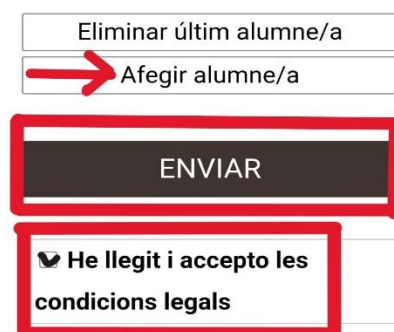 Eliminar últim alumne/a
Afegir alumne/a
ENVIAR
He llegit i accepto les
condicions legals